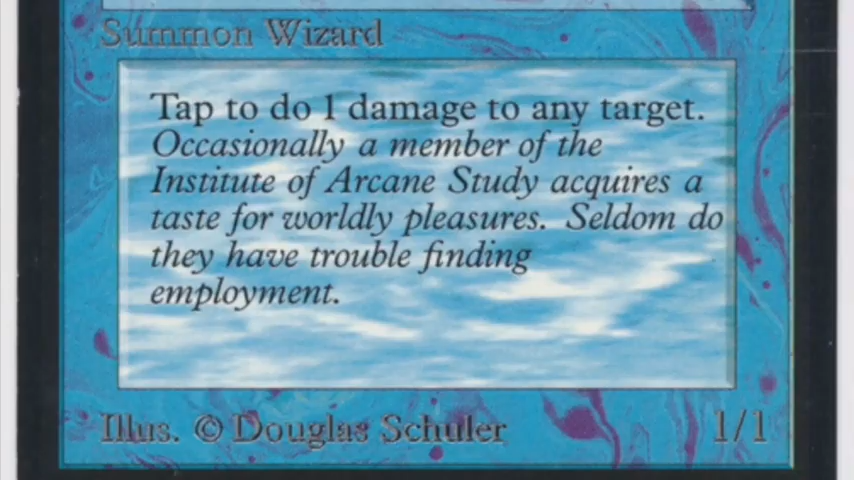 Summon Wizard
Tap to do 1 damage to any target.
Occasionally a member of the
Institute of Arcane Study acquires a
taste for worldly pleasures. Seldom do
they have trouble finding
employment.
Illus. © Douglas Schuler 1/1